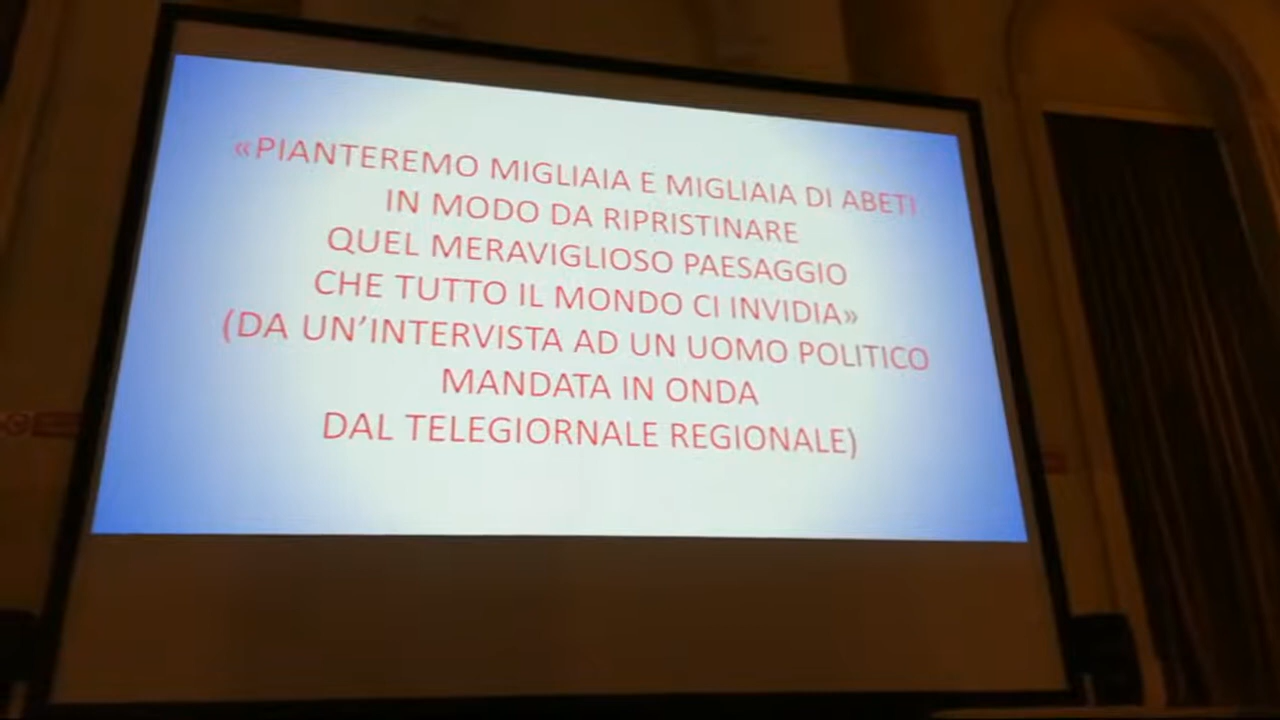 «PIANTEREMO MIGLIAIA E MIGLIAIA DI ABETI
IN MODO DA RIPRISTINARE
QUEL MERAVIGLIOSO PAESAGGIO
CHE TUTTO IL MONDO CI INVIDIA»
(DA UN’INTERVISTA AD UN UOMO POLITICO
MANDATA IN ONDA
DAL TELEGIORNALE REGIONALE)